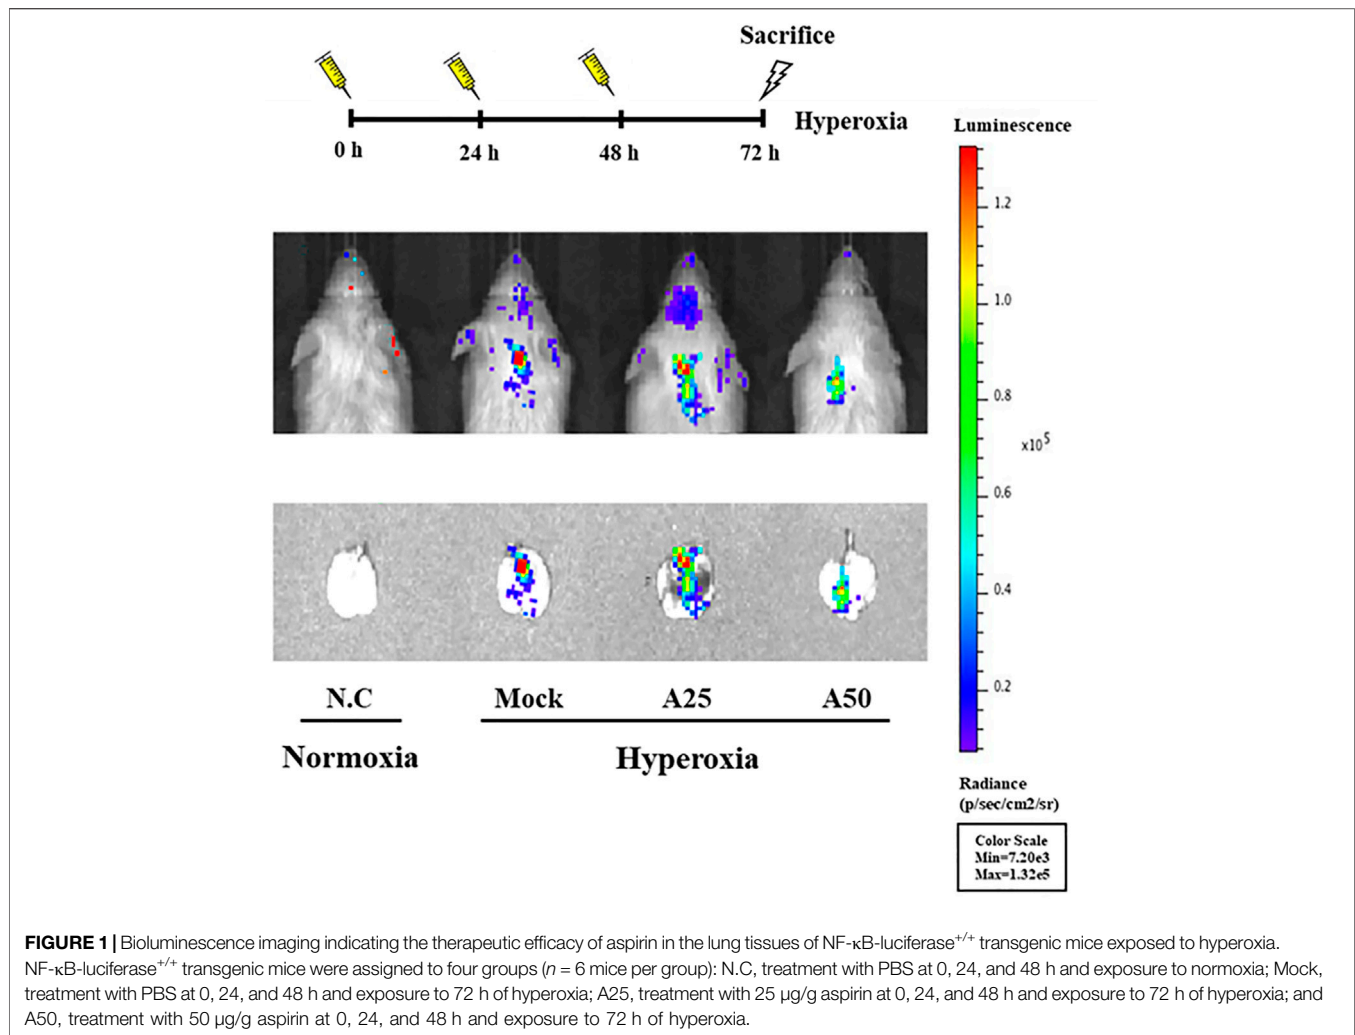 Sacrifice
Hyperoxia
0 h
24 h
48 h
72 h
Luminescence
1.2
1.0
0.8
x10^5
0.6
0.4
0.2
N.C
Mock
A25
A50
Normoxia
Hyperoxia
Radiance
(p/sec/cm2/sr)
Color Scale
Min=7.20e3
Max=1.32e5
FIGURE 1 | Bioluminescence imaging indicating the therapeutic efficacy of aspirin in the lung tissues of NF-κB-luciferase+/+ transgenic mice exposed to hyperoxia.
NF-κB-luciferase+/+ transgenic mice were assigned to four groups (n = 6 mice per group): N.C, treatment with PBS at 0, 24, and 48 h and exposure to normoxia; Mock,
treatment with PBS at 0, 24, and 48 h and exposure to 72 h of hyperoxia; A25, treatment with 25 μg/g aspirin at 0, 24, and 48 h and exposure to 72 h of hyperoxia; and
A50, treatment with 50 μg/g aspirin at 0, 24, and 48 h and exposure to 72 h of hyperoxia.